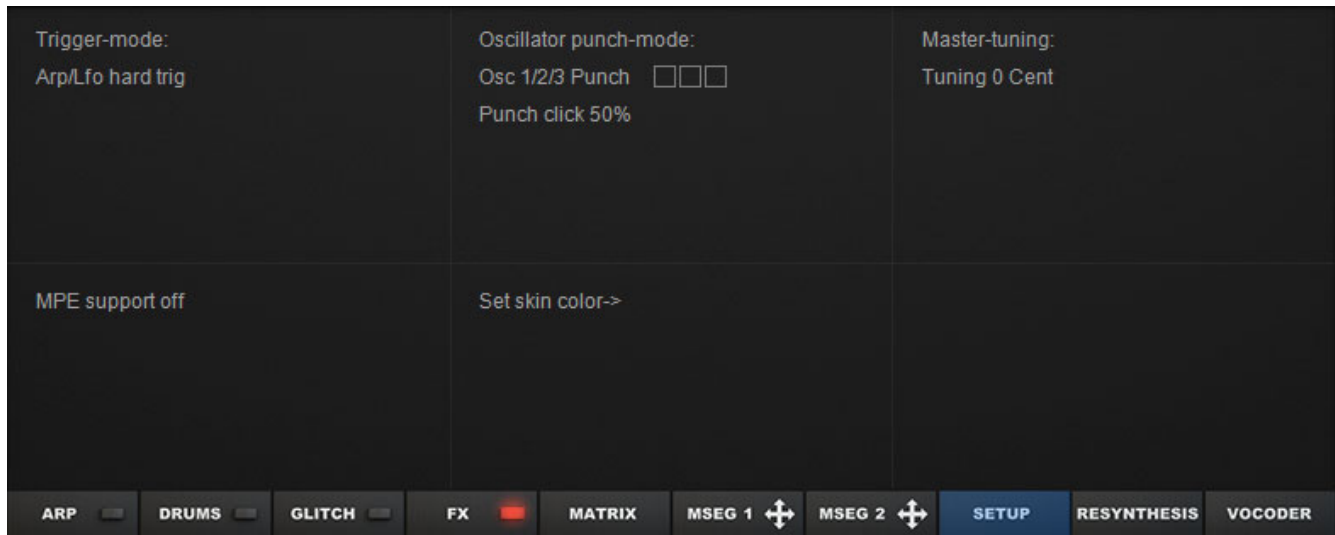 Trigger-mode:
Arp/Lfo hard trig
Oscillator punch-mode:
Osc 1/2/3 Punch
Punch click 50%
Master-tuning:
Tuning 0 Cent
MPE support off
Set skin color->
ARP DRUMS GLITCH FX MATRIX MSEG 1 MSEG 2 SETUP RESYNTHESIS VOCODER